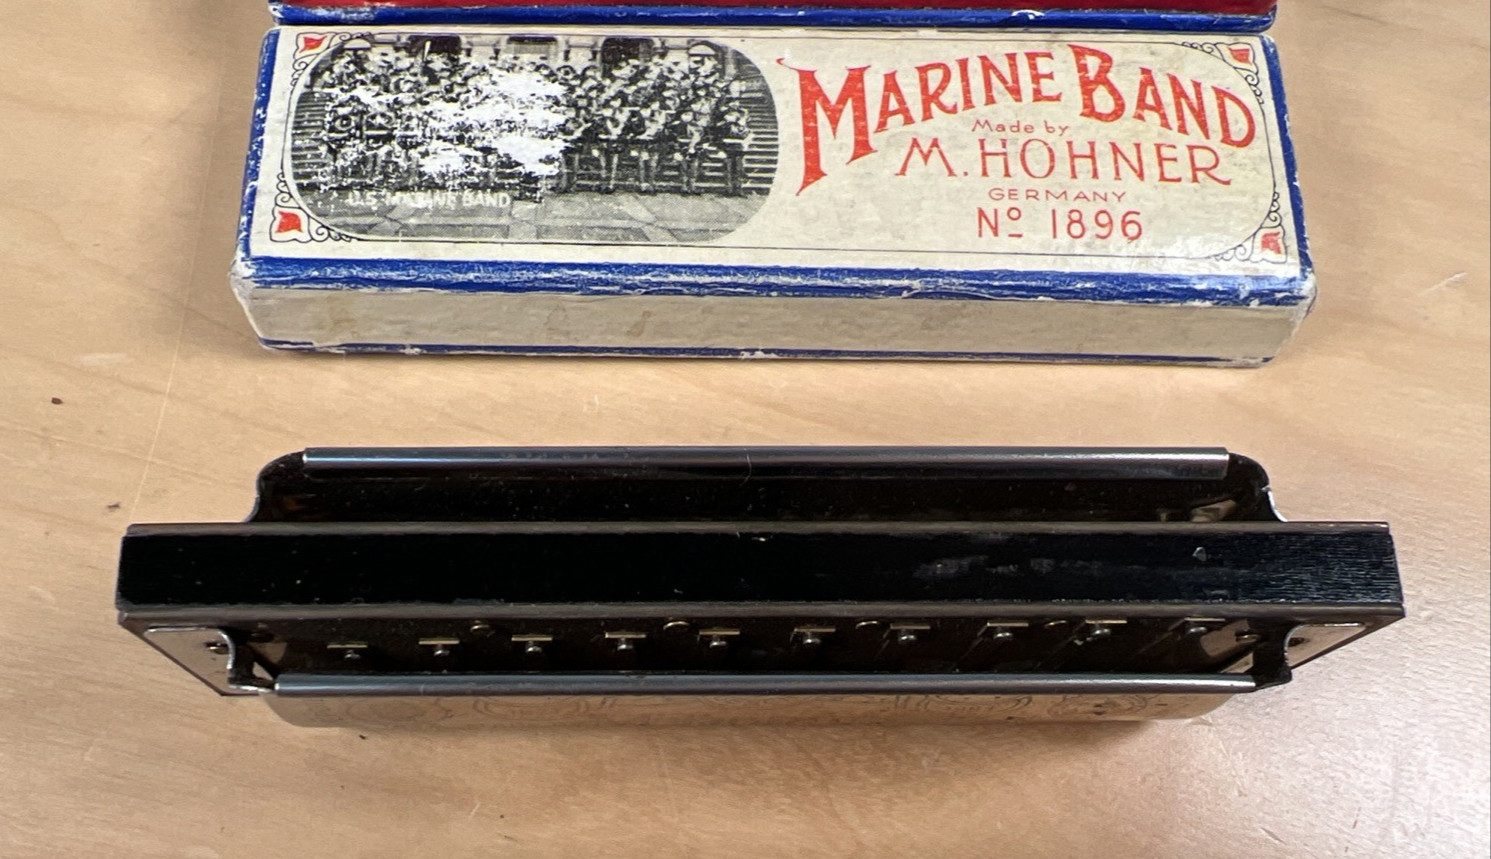 MARINE BAND
Made by
M. HOHNER
GERMANY
Nº 1896
U.S. MARINE BAND